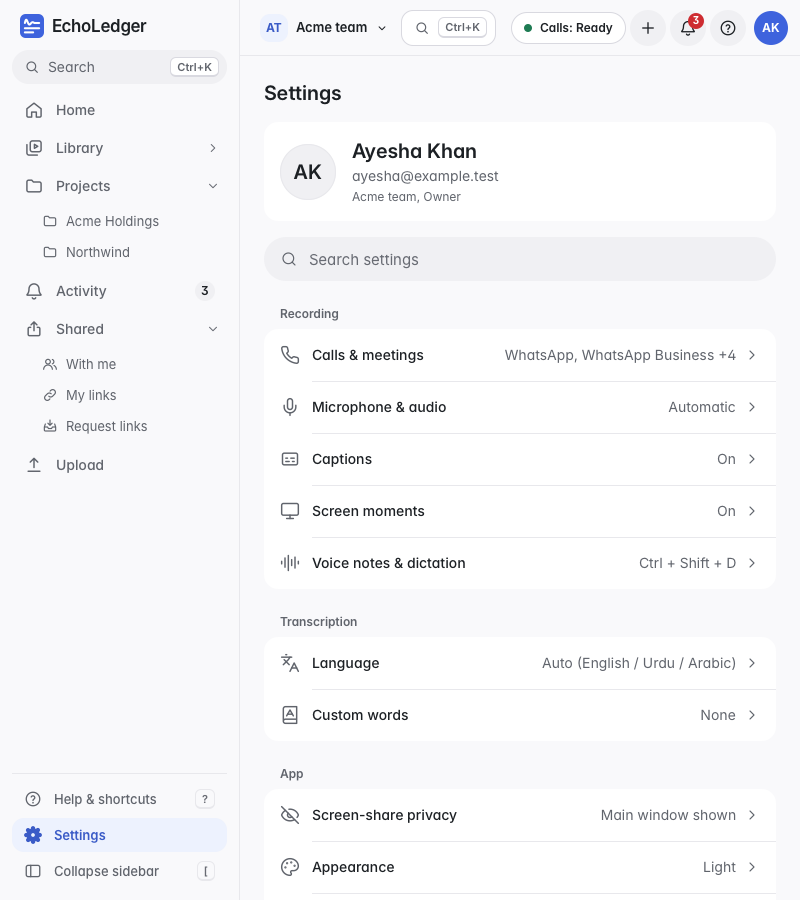 EchoLedger
Search Ctrl+K
Home
Library
Projects
Acme Holdings
Northwind
Activity 3
Shared
With me
My links
Request links
Upload
Help & shortcuts ?
Settings
Collapse sidebar [
AT Acme team Ctrl+K Calls: Ready 3 AK
Settings
AK
Ayesha Khan
ayesha@example.test
Acme team, Owner
Search settings
Recording
Calls & meetings WhatsApp, WhatsApp Business +4
Microphone & audio Automatic
Captions On
Screen moments On
Voice notes & dictation Ctrl + Shift + D
Transcription
Language Auto (English / Urdu / Arabic)
Custom words None
App
Screen-share privacy Main window shown
Appearance Light